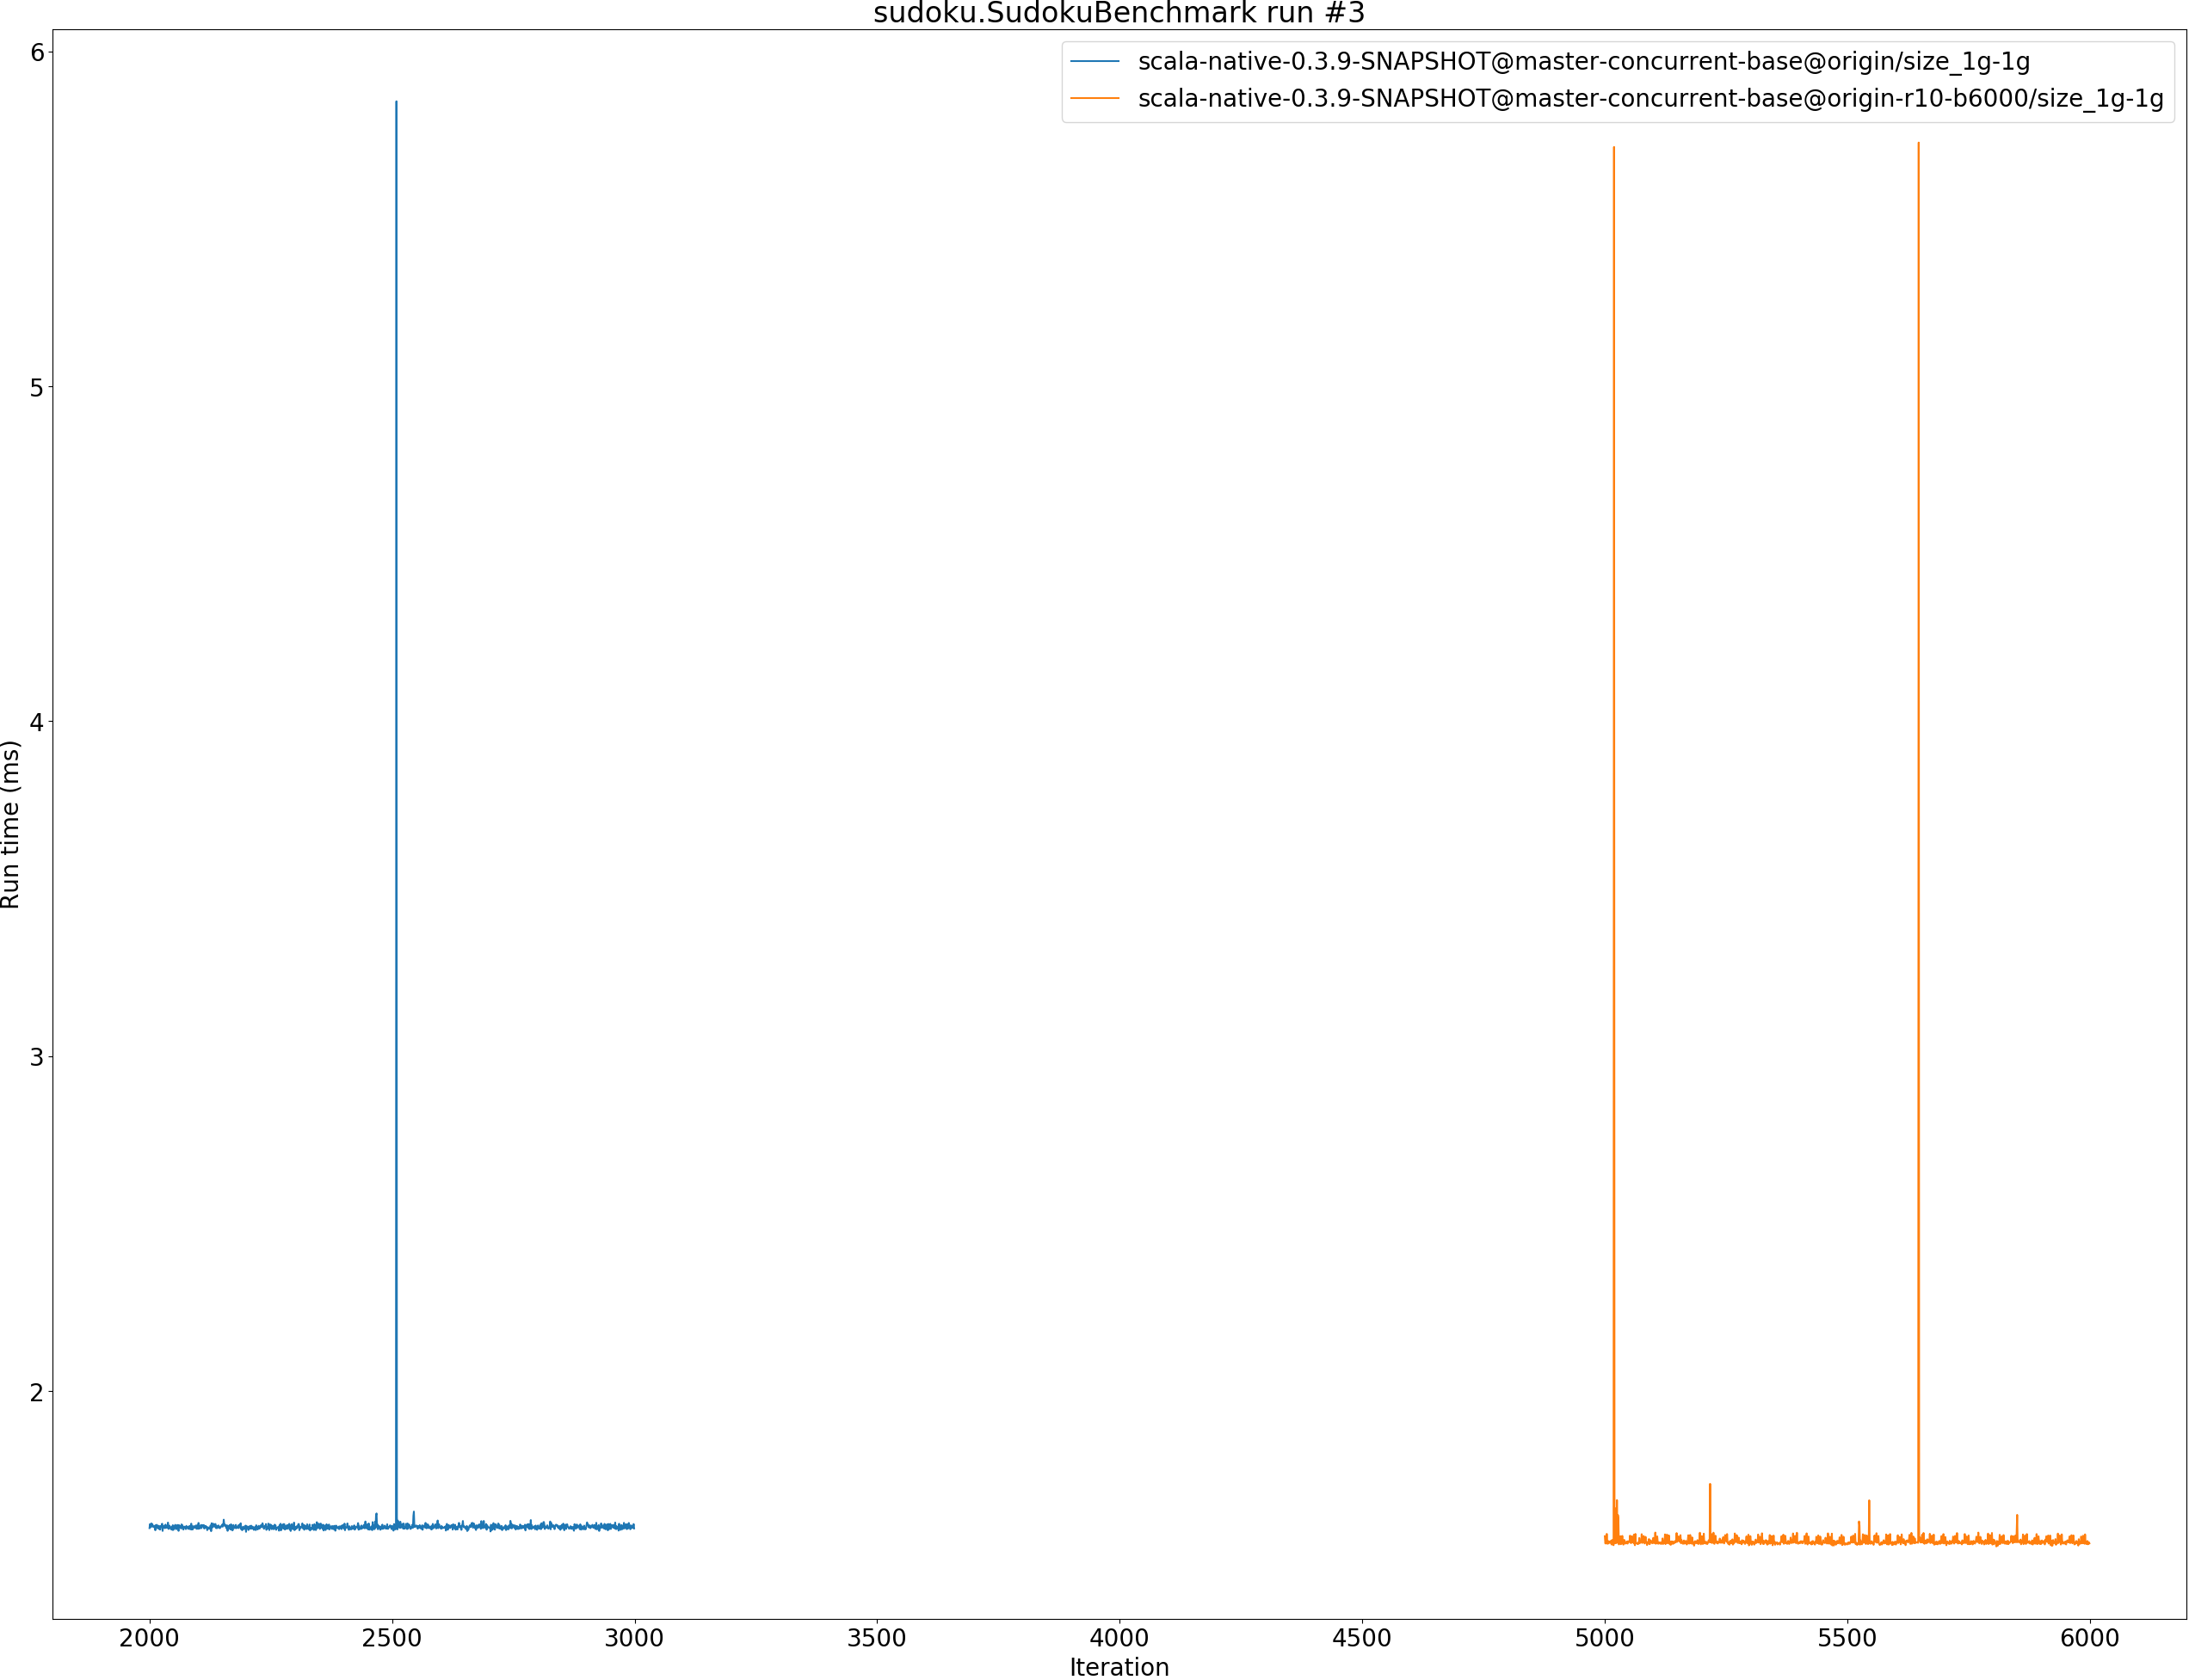 sudoku.SudokuBenchmark run #3
scala-native-0.3.9-SNAPSHOT@master-concurrent-base@origin/size_1g-1g
scala-native-0.3.9-SNAPSHOT@master-concurrent-base@origin-r10-b6000/size_1g-1g
6
5
4
3
2
Run time (ms)
2000 2500 3000 3500 4000 4500 5000 5500 6000
Iteration